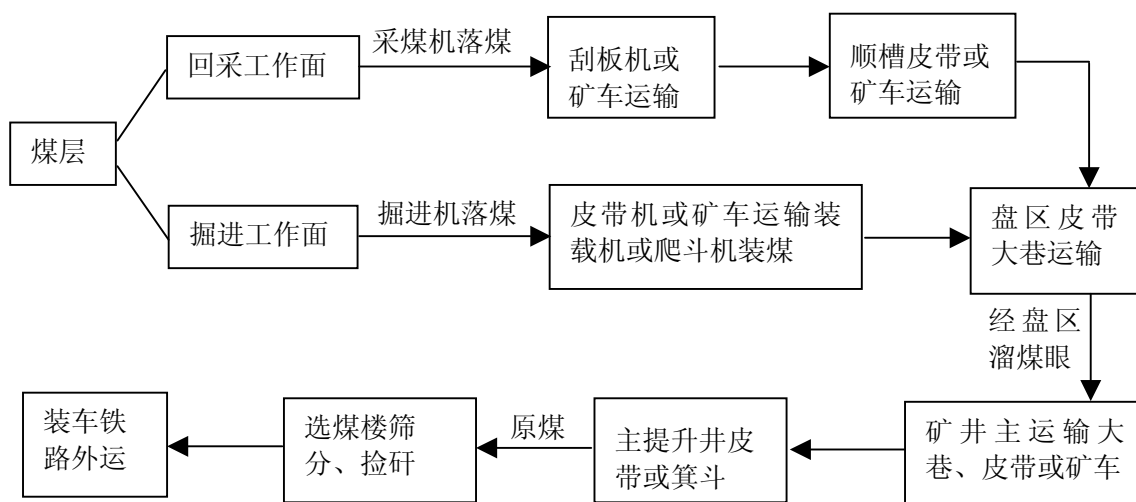 采煤机落煤
回采工作面
刮板机或
矿车运输
顺槽皮带或
矿车运输
煤层
掘进工作面
掘进机落煤
皮带机或矿车运输装
载机或爬斗机装煤
盘区皮带
大巷运输
经盘区
溜煤眼
装车铁
路外运
选煤楼筛
分、捡矸
原煤
主提升井皮
带或箕斗
矿井主运输大
巷、皮带或矿车